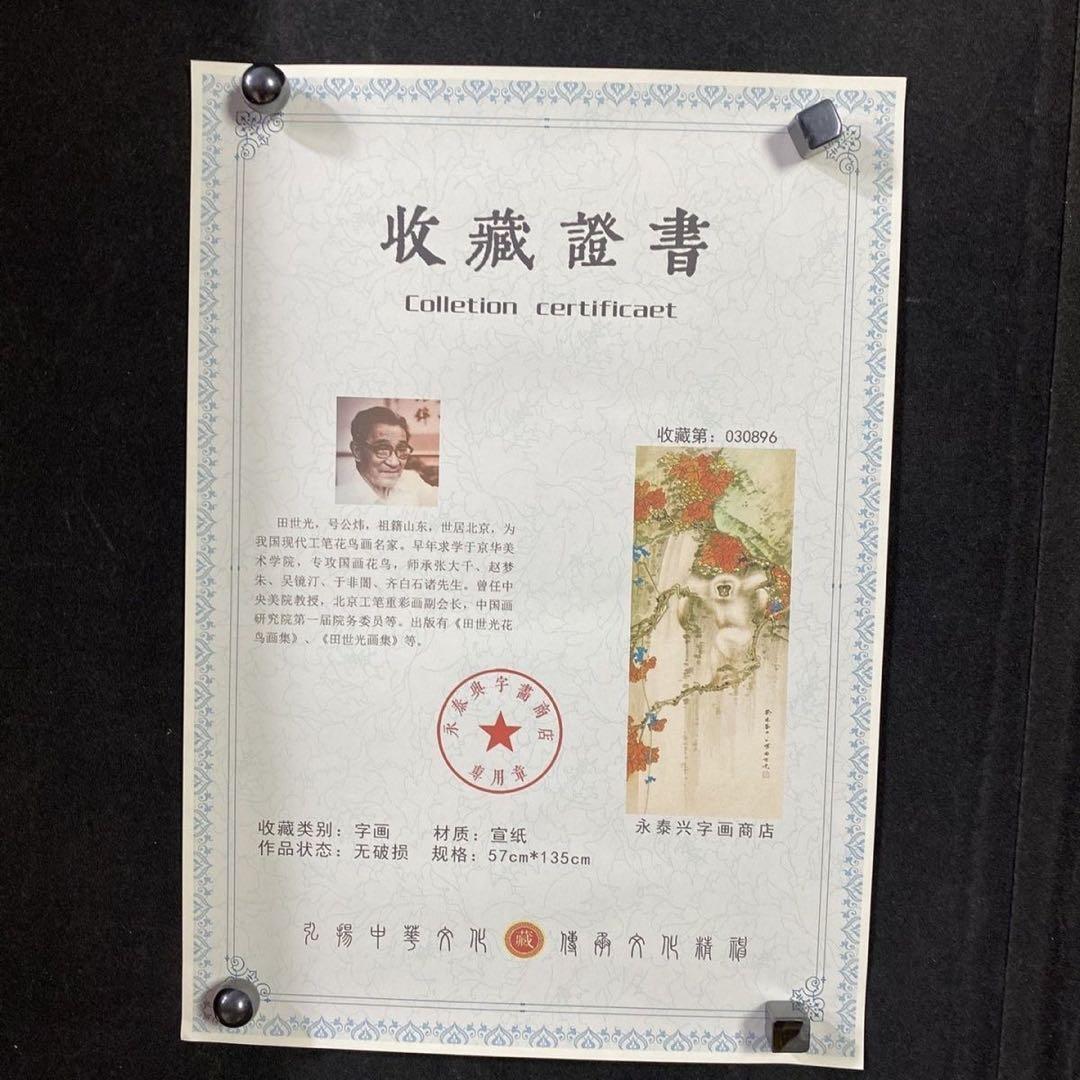 收藏證書
Colletion certificaet
收藏第：030896
田世光，号公炜，祖籍山东，世居北京，为
我国现代工笔花鸟画名家。早年求学于京华美
术学院，专攻国画花鸟，师承张大千、赵梦
朱、吴镜汀、于非闇、齐白石诸先生。曾任中
央美院教授，北京工笔重彩画副会长，中国画
研究院第一届院务委员等。出版有《田世光花
鸟画集》、《田世光画集》等。
永泰興字畵商店
専用章
永泰兴字画商店
收藏类别：字画 材质：宣纸
作品状态：无破损 规格：57cm*135cm
弘揚中華文化 藏 傳承文化精神